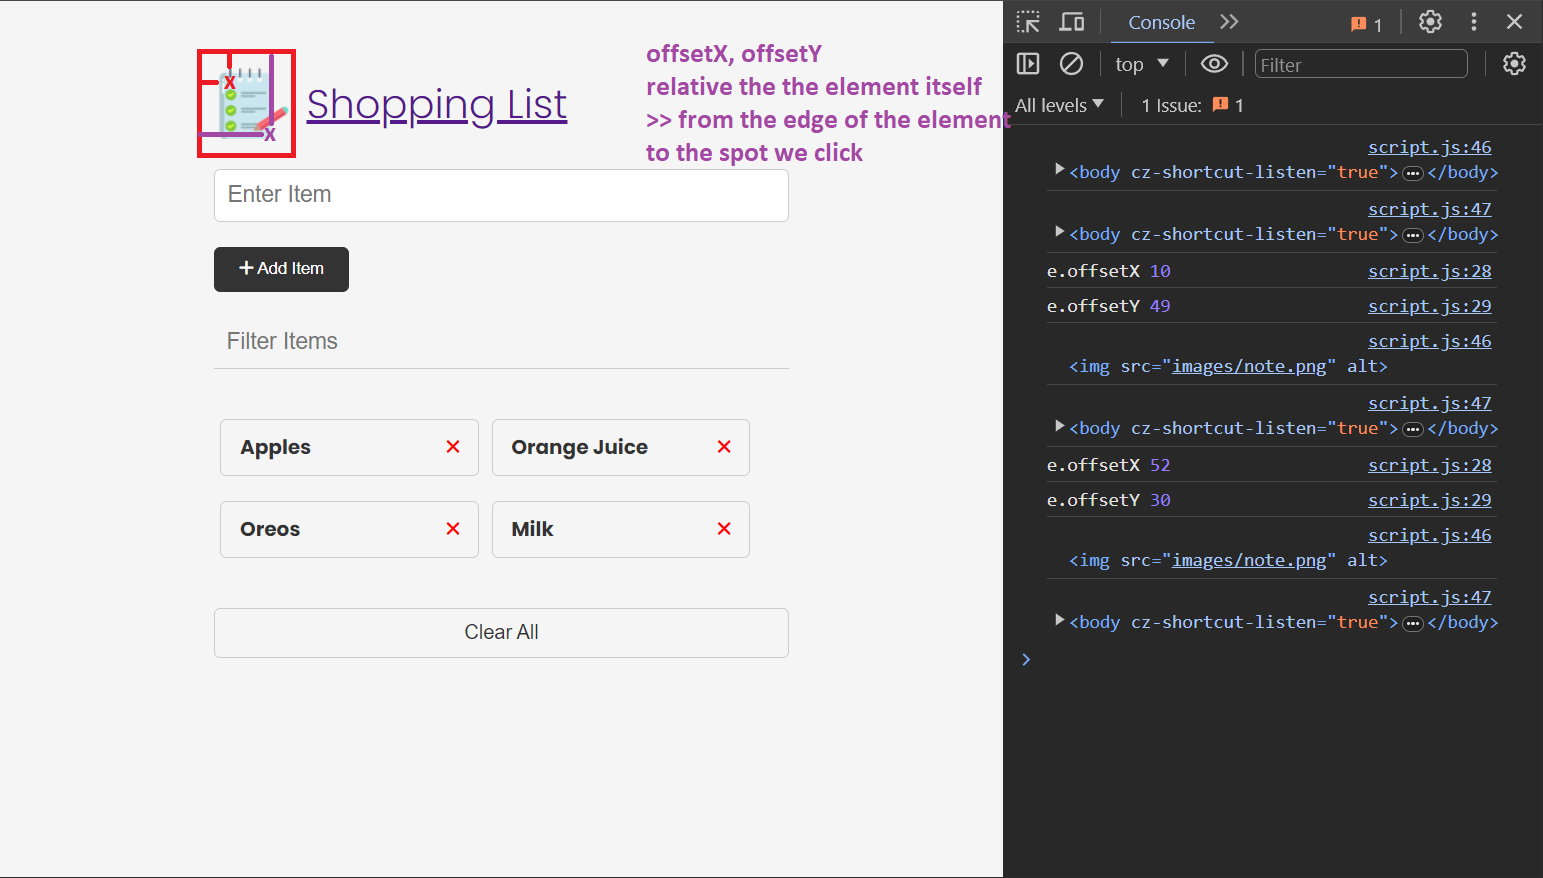 offsetX, offsetY
relative the the element itself
>> from the edge of the element
to the spot we click
X
X
Shopping List
Enter Item
+ Add Item
Filter Items
Apples ✕
Orange Juice ✕
Oreos ✕
Milk ✕
Clear All
Console
1
top
Filter
All levels
1 Issue: 1
script.js:46
<body cz-shortcut-listen="true">…</body>
script.js:47
<body cz-shortcut-listen="true">…</body>
e.offsetX 10 script.js:28
e.offsetY 49 script.js:29
script.js:46
<img src="images/note.png" alt>
script.js:47
<body cz-shortcut-listen="true">…</body>
e.offsetX 52 script.js:28
e.offsetY 30 script.js:29
script.js:46
<img src="images/note.png" alt>
script.js:47
<body cz-shortcut-listen="true">…</body>